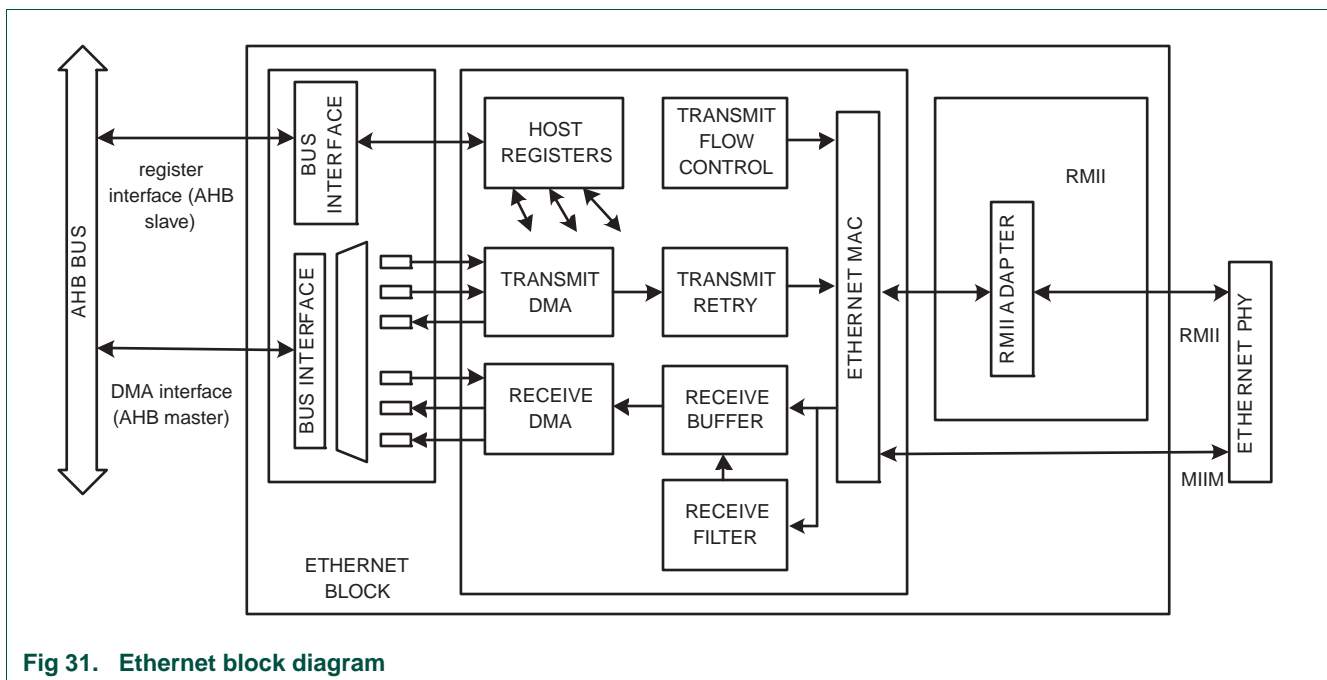 AHB BUS
register
interface (AHB
slave)
DMA interface
(AHB master)
BUS
INTERFACE
BUS INTERFACE
ETHERNET
BLOCK
HOST
REGISTERS
TRANSMIT
FLOW
CONTROL
TRANSMIT
DMA
TRANSMIT
RETRY
RECEIVE
DMA
RECEIVE
BUFFER
RECEIVE
FILTER
ETHERNET MAC
RMII
RMII ADAPTER
RMII
MIIM
ETHERNET PHY
Fig 31. Ethernet block diagram